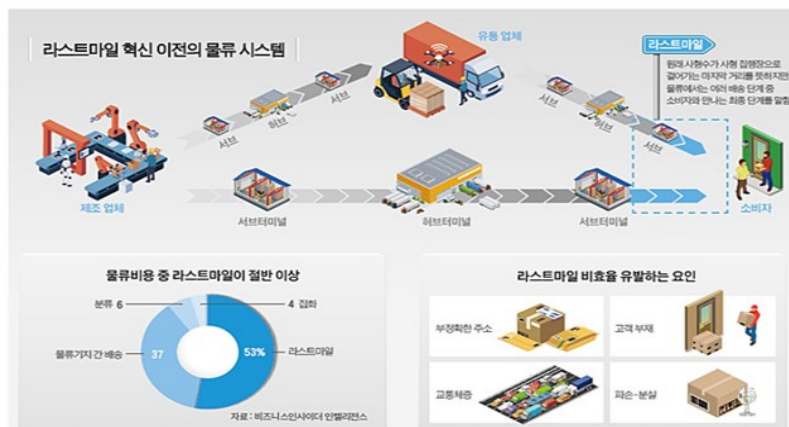 라스트마일 혁신 이전의 물류 시스템
유통 업체
라스트마일
원래 사형수가 사형 집행장으로
걸어가는 마지막 거리를 뜻하지만
물류에서는 여러 배송 단계 중
소비자와 만나는 최종 단계를 말함
서브
허브
서브
서브
허브
서브
제조 업체
서브터미널
허브터미널
서브터미널
소비자
물류비용 중 라스트마일이 절반 이상
분류 6
4 집화
물류기지 간 배송 37
53% 라스트마일
자료 : 비즈니스인사이더 인텔리전스
라스트마일 비효율 유발하는 요인
부정확한 주소
고객 부재
교통체증
파손·분실